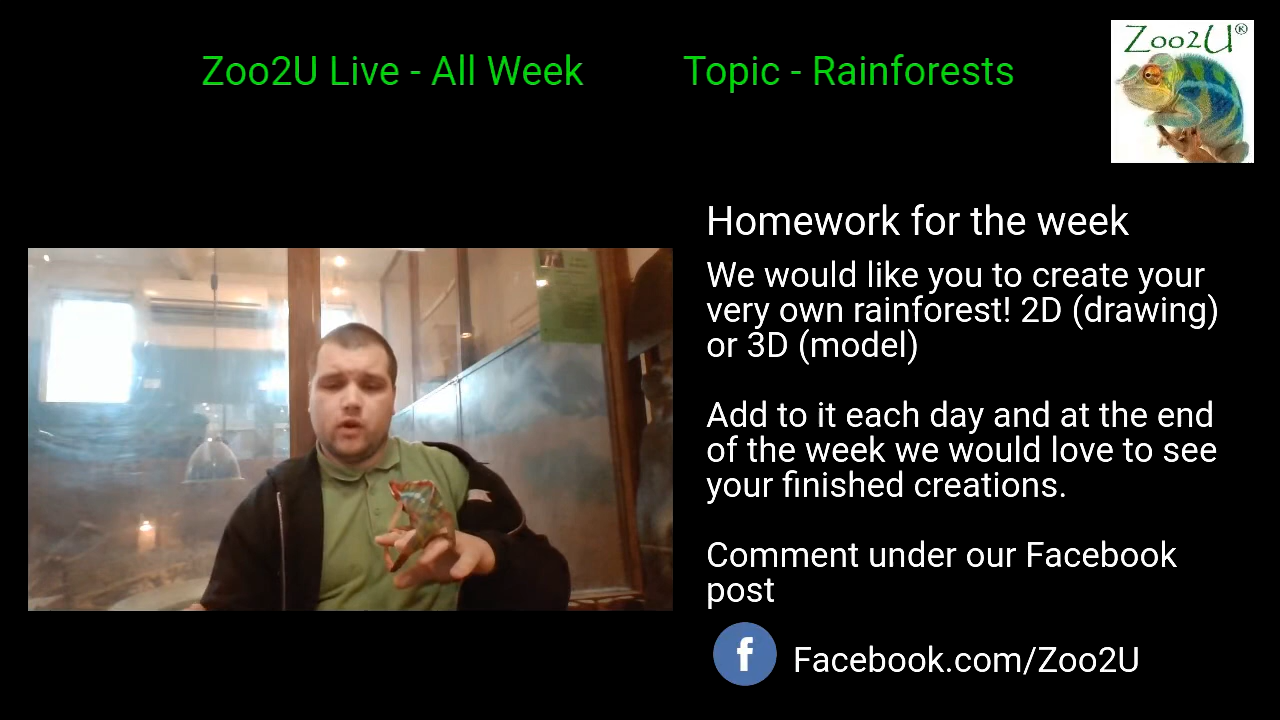 Zoo2U Live - All Week Topic - Rainforests
Zoo2U®
Homework for the week
We would like you to create your
very own rainforest! 2D (drawing)
or 3D (model)
Add to it each day and at the end
of the week we would love to see
your finished creations.
Comment under our Facebook
post
f Facebook.com/Zoo2U